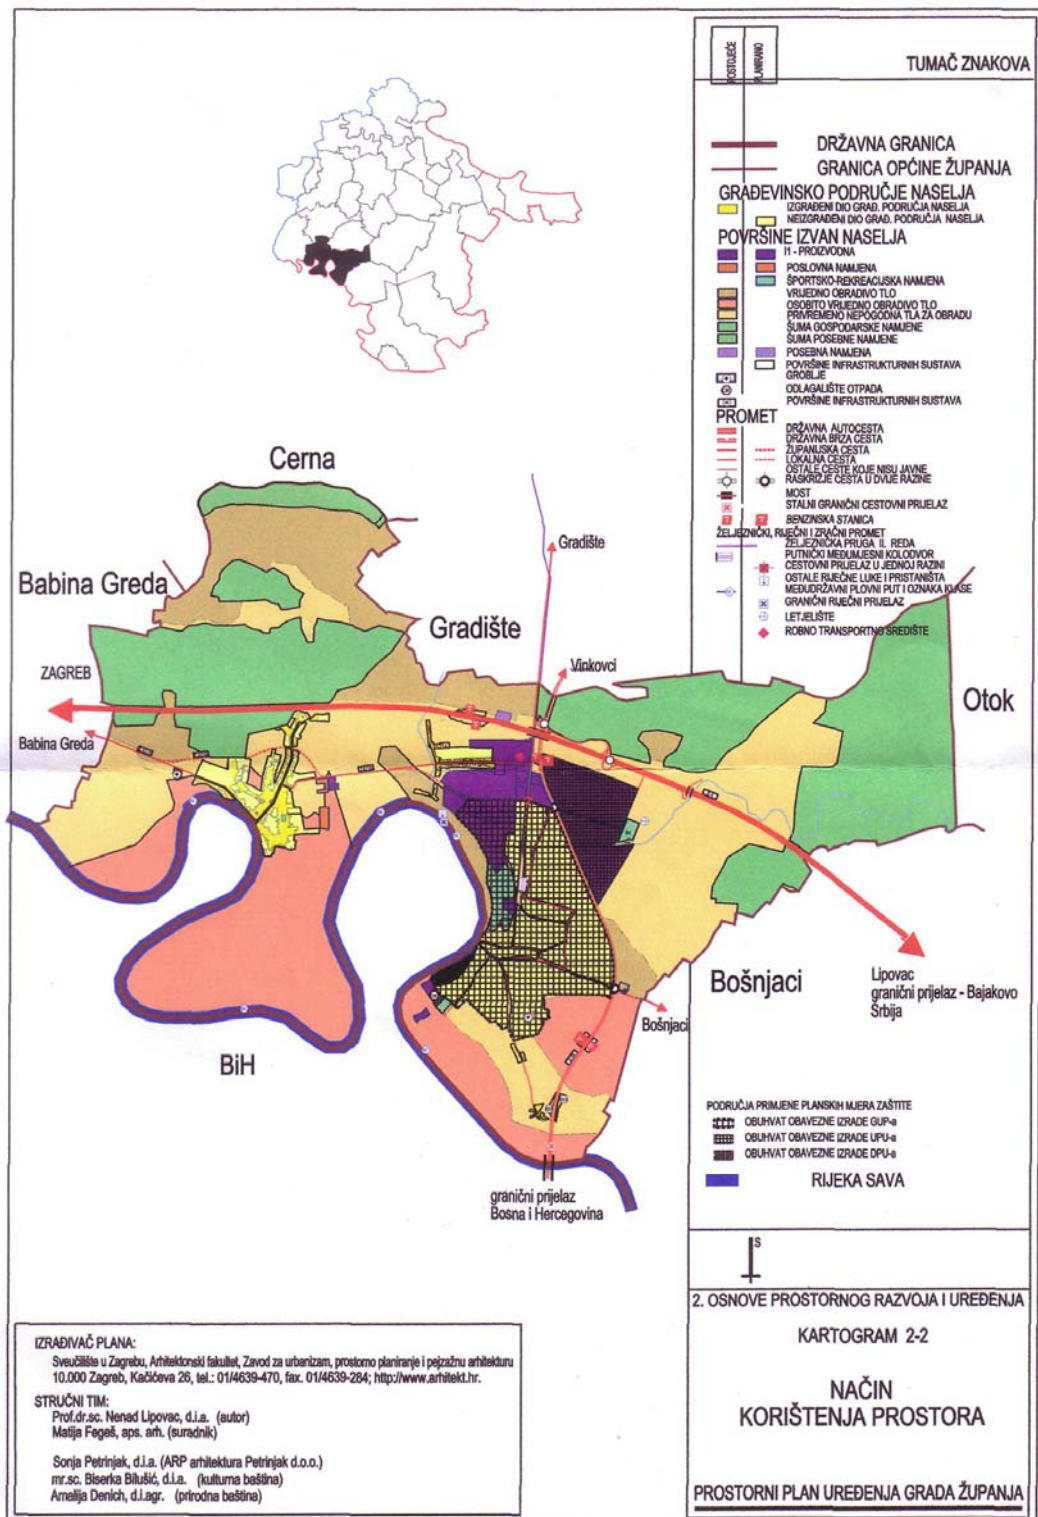 POSTOJEĆE
PLANIRANO
TUMAČ ZNAKOVA
DRŽAVNA GRANICA
GRANICA OPĆINE ŽUPANJA
GRAĐEVINSKO PODRUČJE NASELJA
IZGRAĐENI DIO GRAĐ. PODRUČJA NASELJA
NEIZGRAĐENI DIO GRAĐ. PODRUČJA NASELJA
POVRŠINE IZVAN NASELJA
I1 - PROIZVODNA
POSLOVNA NAMJENA
ŠPORTSKO-REKREACIJSKA NAMJENA
VRIJEDNO OBRADIVO TLO
OSOBITO VRIJEDNO OBRADIVO TLO
PRIVREMENO NEPOGODNA TLA ZA OBRADU
ŠUMA GOSPODARSKE NAMJENE
ŠUMA POSEBNE NAMJENE
POSEBNA NAMJENA
POVRŠINE INFRASTRUKTURNIH SUSTAVA
GROBLJE
ODLAGALIŠTE OTPADA
POVRŠINE INFRASTRUKTURNIH SUSTAVA
PROMET
DRŽAVNA AUTOCESTA
DRŽAVNA BRZA CESTA
ŽUPANIJSKA CESTA
LOKALNA CESTA
OSTALE CESTE KOJE NISU JAVNE
RASKRIŽJE CESTA U DVIJE RAZINE
MOST
STALNI GRANIČNI CESTOVNI PRIJELAZ
BENZINSKA STANICA
ŽELJEZNIČKI, RIJEČNI I ZRAČNI PROMET
ŽELJEZNIČKA PRUGA II. REDA
PUTNIČKI MEĐUMJESNI KOLODVOR
CESTOVNI PRIJELAZ U JEDNOJ RAZINI
OSTALE RIJEČNE LUKE I PRISTANIŠTA
MEĐUDRŽAVNI PLOVNI PUT I OZNAKA KLASE
GRANIČNI RIJEČNI PRIJELAZ
LETJELIŠTE
ROBNO TRANSPORTNO SREDIŠTE
Cerna
Gradište
Babina Greda
Gradište
Vinkovci
ZAGREB
Otok
Babina Greda
Bošnjaci
Lipovac
granični prijelaz - Bajakovo
Srbija
Bošnjaci
BiH
granični prijelaz
Bosna i Hercegovina
PODRUČJA PRIMJENE PLANSKIH MJERA ZAŠTITE
OBUHVAT OBAVEZNE IZRADE GUP-a
OBUHVAT OBAVEZNE IZRADE UPU-a
OBUHVAT OBAVEZNE IZRADE DPU-a
RIJEKA SAVA
S
2. OSNOVE PROSTORNOG RAZVOJA I UREĐENJA
KARTOGRAM 2-2
NAČIN
KORIŠTENJA PROSTORA
PROSTORNI PLAN UREĐENJA GRADA ŽUPANJA
IZRAĐIVAČ PLANA:
Sveučilište u Zagrebu, Arhitektonski fakultet, Zavod za urbanizam, prostorno planiranje i pejzažnu arhitekturu
10.000 Zagreb, Kačićeva 26, tel.: 01/4639-470, fax. 01/4639-284; http://www.arhitekt.hr.
STRUČNI TIM:
Prof.dr.sc. Nenad Lipovac, d.i.a. (autor)
Matija Fegeš, aps. arh. (suradnik)
Sonja Petrinjak, d.i.a. (ARP arhitektura Petrinjak d.o.o.)
mr.sc. Biserka Bilušić, d.i.a. (kulturna baština)
Amalija Denich, d.i.agr. (prirodna baština)